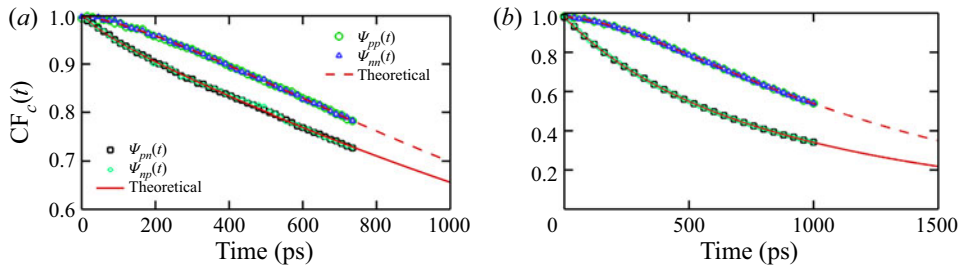 (a)
1.0
0.9
0.8
0.7
0.6
CF_c(t)
Ψ_pp(t)
Ψ_nn(t)
Theoretical
Ψ_pn(t)
Ψ_np(t)
Theoretical
0 200 400 600 800 1000
Time (ps)
(b)
1.0
0.8
0.6
0.4
0.2
0 500 1000 1500
Time (ps)